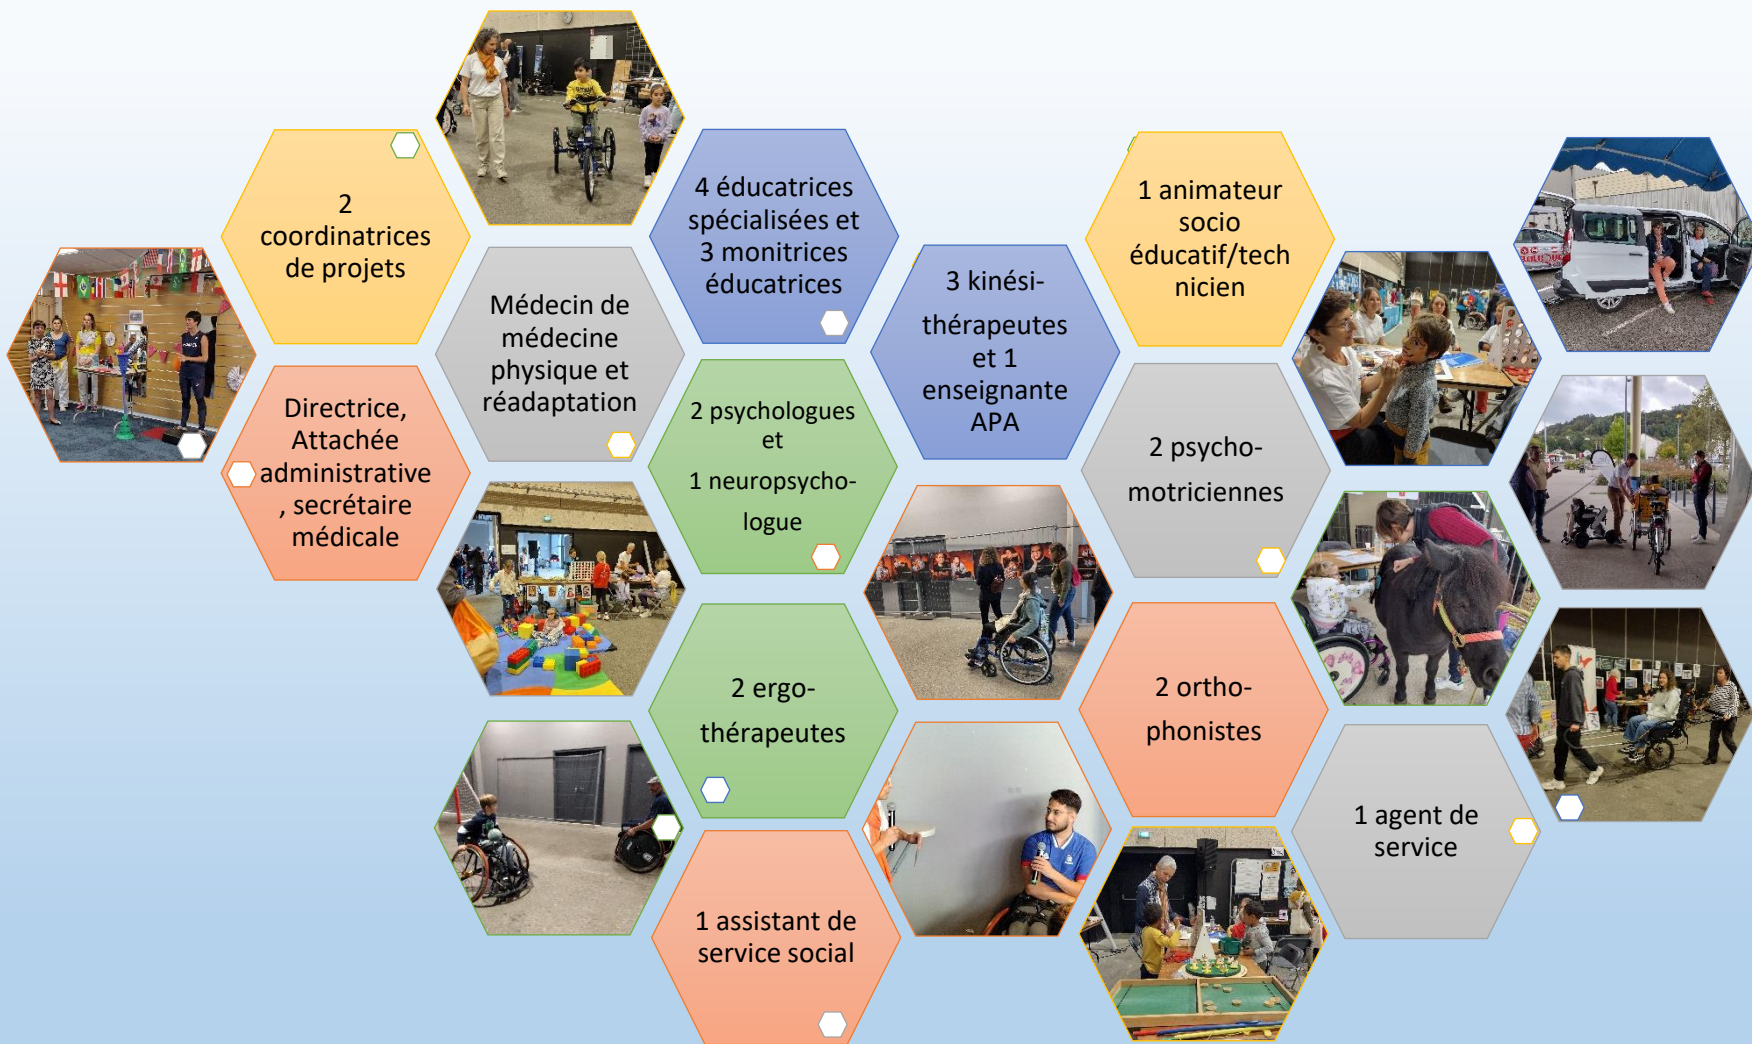 2
coordinatrices
de projets
4 éducatrices
spécialisées et
3 monitrices
éducatrices
1 animateur
socio
éducatif/tech
nicien
Médecin de
médecine
physique et
réadaptation
3 kinési-
thérapeutes
et 1
enseignante
APA
Directrice,
Attachée
administrative
, secrétaire
médicale
2 psychologues
et
1 neuropsycho-
logue
2 psycho-
motriciennes
2 ergo-
thérapeutes
2 ortho-
phonistes
1 agent de
service
1 assistant de
service social